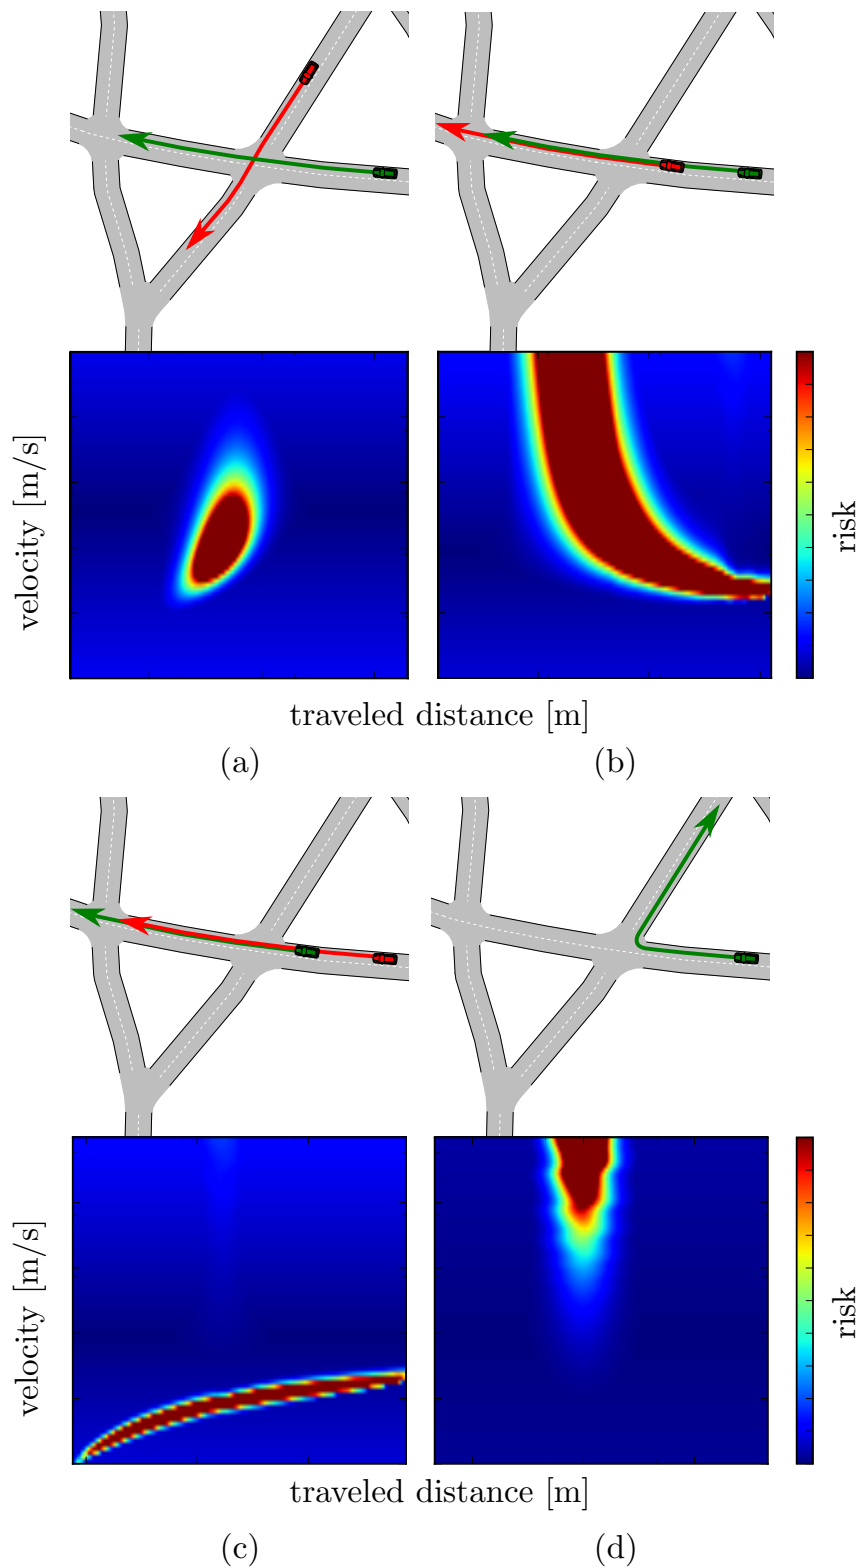 velocity [m/s]
risk
traveled distance [m]
(a)
(b)
velocity [m/s]
risk
traveled distance [m]
(c)
(d)